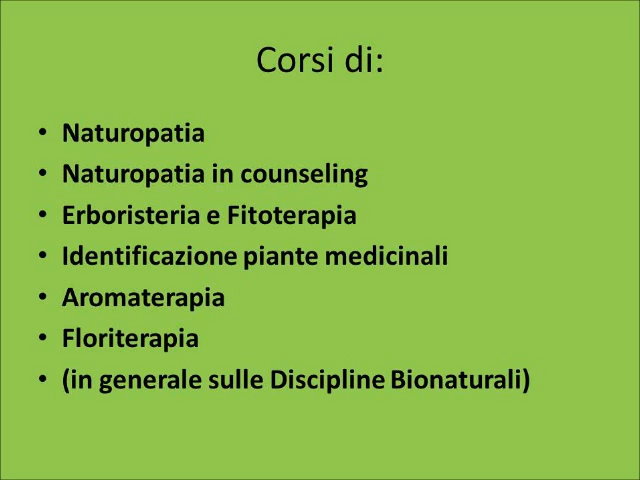 Corsi di:
• Naturopatia
• Naturopatia in counseling
• Erboristeria e Fitoterapia
• Identificazione piante medicinali
• Aromaterapia
• Floriterapia
• (in generale sulle Discipline Bionaturali)